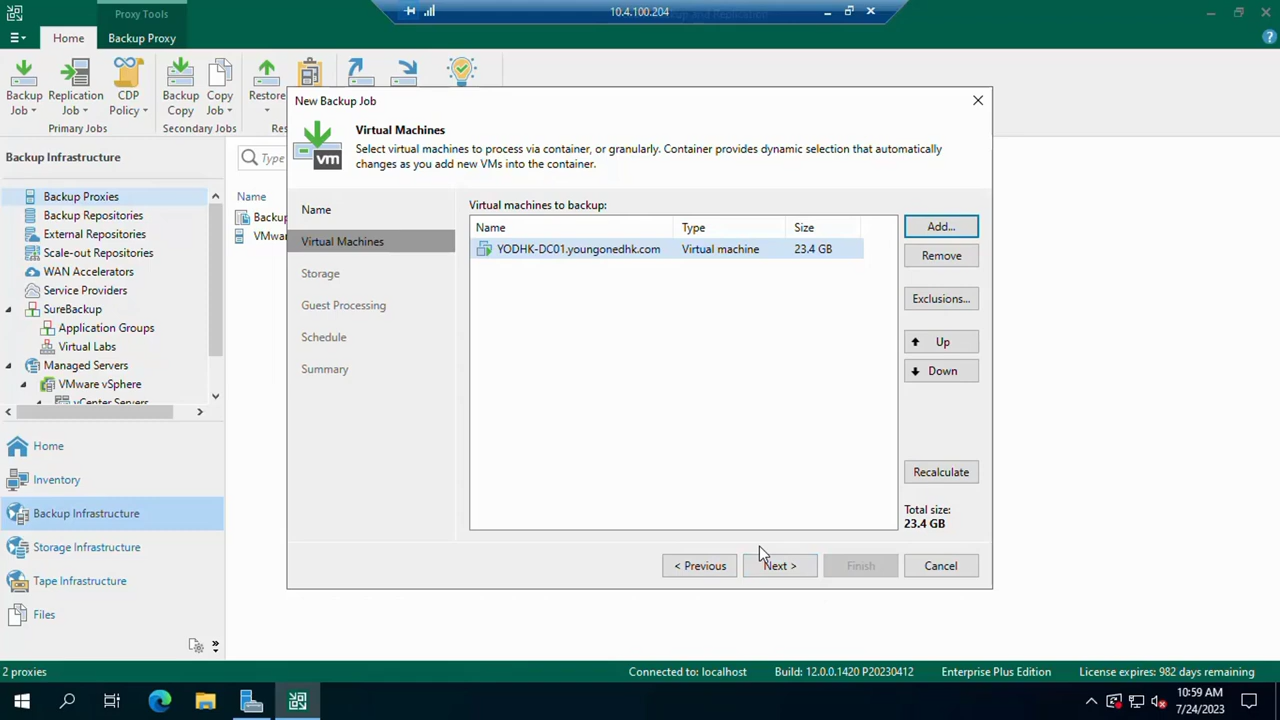 Proxy Tools
10.4.100.204
Home
Backup Proxy
Backup Job
Replication Job
CDP Policy
Backup Copy
Copy Job
Restore
Primary Jobs
Secondary Jobs
Res
New Backup Job
Virtual Machines
Select virtual machines to process via container, or granularly. Container provides dynamic selection that automatically
changes as you add new VMs into the container.
vm
Backup Infrastructure
Type
Name
Backup
VMwa
Backup Proxies
Backup Repositories
External Repositories
Scale-out Repositories
WAN Accelerators
Service Providers
SureBackup
Application Groups
Virtual Labs
Managed Servers
VMware vSphere
vCenter Servers
Name
Virtual Machines
Storage
Guest Processing
Schedule
Summary
Virtual machines to backup:
Name Type Size
YODHK-DC01.youngonedhk.com Virtual machine 23.4 GB
Add...
Remove
Exclusions...
Up
Down
Recalculate
Total size:
23.4 GB
< Previous
Next >
Finish
Cancel
Home
Inventory
Backup Infrastructure
Storage Infrastructure
Tape Infrastructure
Files
2 proxies
Connected to: localhost
Build: 12.0.0.1420 P20230412
Enterprise Plus Edition
License expires: 982 days remaining
10:59 AM
7/24/2023